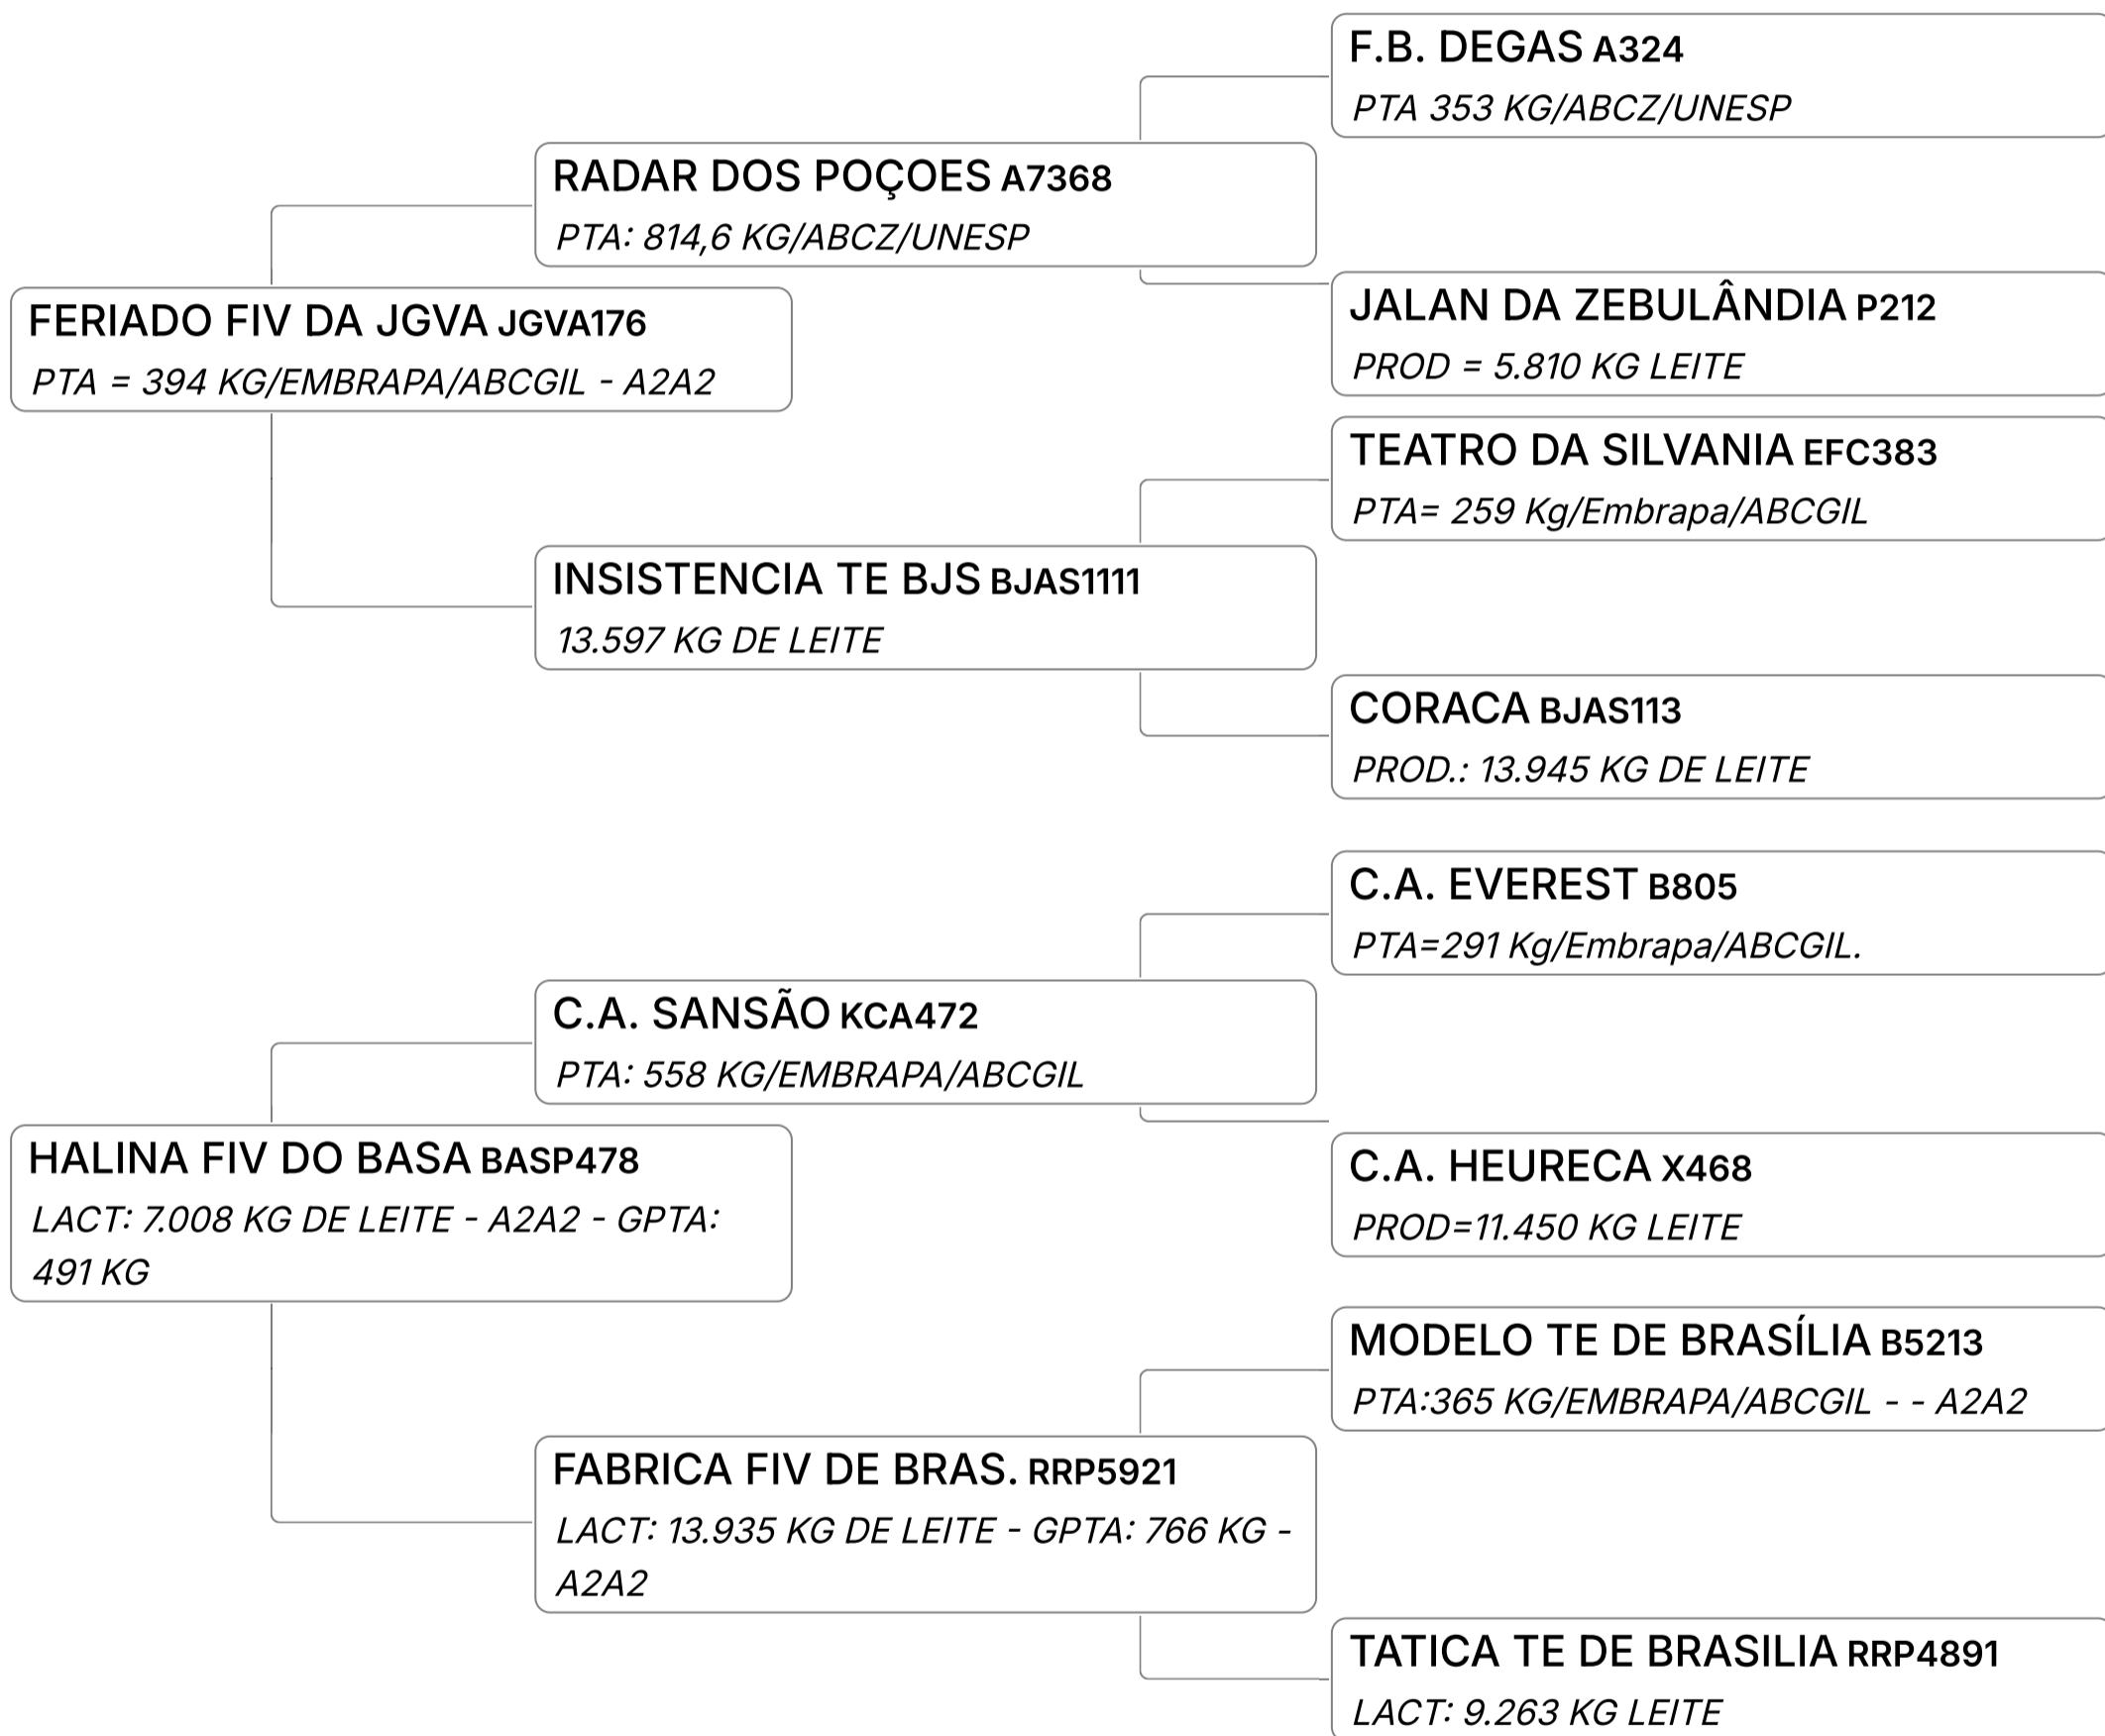 F.B. DEGAS A324
PTA 353 KG/ABCZ/UNESP
RADAR DOS POÇOES A7368
PTA: 814,6 KG/ABCZ/UNESP
JALAN DA ZEBULÂNDIA P212
PROD = 5.810 KG LEITE
FERIADO FIV DA JGVA JGVA176
PTA = 394 KG/EMBRAPA/ABCGIL - A2A2
TEATRO DA SILVANIA EFC383
PTA= 259 Kg/Embrapa/ABCGIL
INSISTENCIA TE BJS BJAS1111
13.597 KG DE LEITE
CORACA BJAS113
PROD.: 13.945 KG DE LEITE
C.A. EVEREST B805
PTA=291 Kg/Embrapa/ABCGIL.
C.A. SANSÃO KCA472
PTA: 558 KG/EMBRAPA/ABCGIL
C.A. HEURECA X468
PROD=11.450 KG LEITE
HALINA FIV DO BASA BASP478
LACT: 7.008 KG DE LEITE - A2A2 - GPTA:
491 KG
MODELO TE DE BRASÍLIA B5213
PTA:365 KG/EMBRAPA/ABCGIL - - A2A2
FABRICA FIV DE BRAS. RRP5921
LACT: 13.935 KG DE LEITE - GPTA: 766 KG -
A2A2
TATICA TE DE BRASILIA RRP4891
LACT: 9.263 KG LEITE